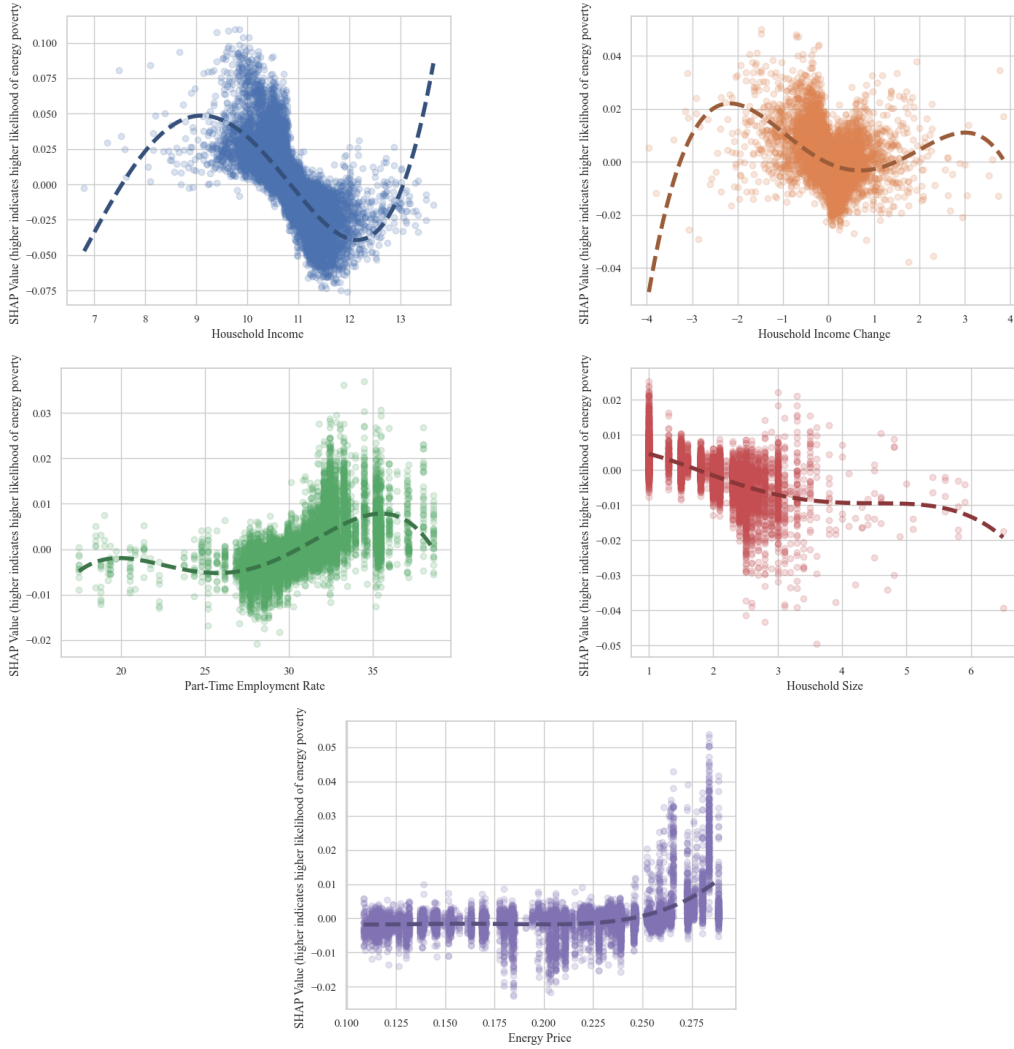 SHAP Value (higher indicates higher likelihood of energy poverty
0.100
0.075
0.050
0.025
0.000
−0.025
−0.050
−0.075
7 8 9 10 11 12 13
Household Income
SHAP Value (higher indicates higher likelihood of energy poverty
0.04
0.02
0.00
−0.02
−0.04
−4 −3 −2 −1 0 1 2 3 4
Household Income Change
SHAP Value (higher indicates higher likelihood of energy poverty
0.03
0.02
0.01
0.00
−0.01
−0.02
20 25 30 35
Part-Time Employment Rate
SHAP Value (higher indicates higher likelihood of energy poverty
0.02
0.01
0.00
−0.01
−0.02
−0.03
−0.04
−0.05
1 2 3 4 5 6
Household Size
SHAP Value (higher indicates higher likelihood of energy poverty
0.05
0.04
0.03
0.02
0.01
0.00
−0.01
−0.02
0.100 0.125 0.150 0.175 0.200 0.225 0.250 0.275
Energy Price